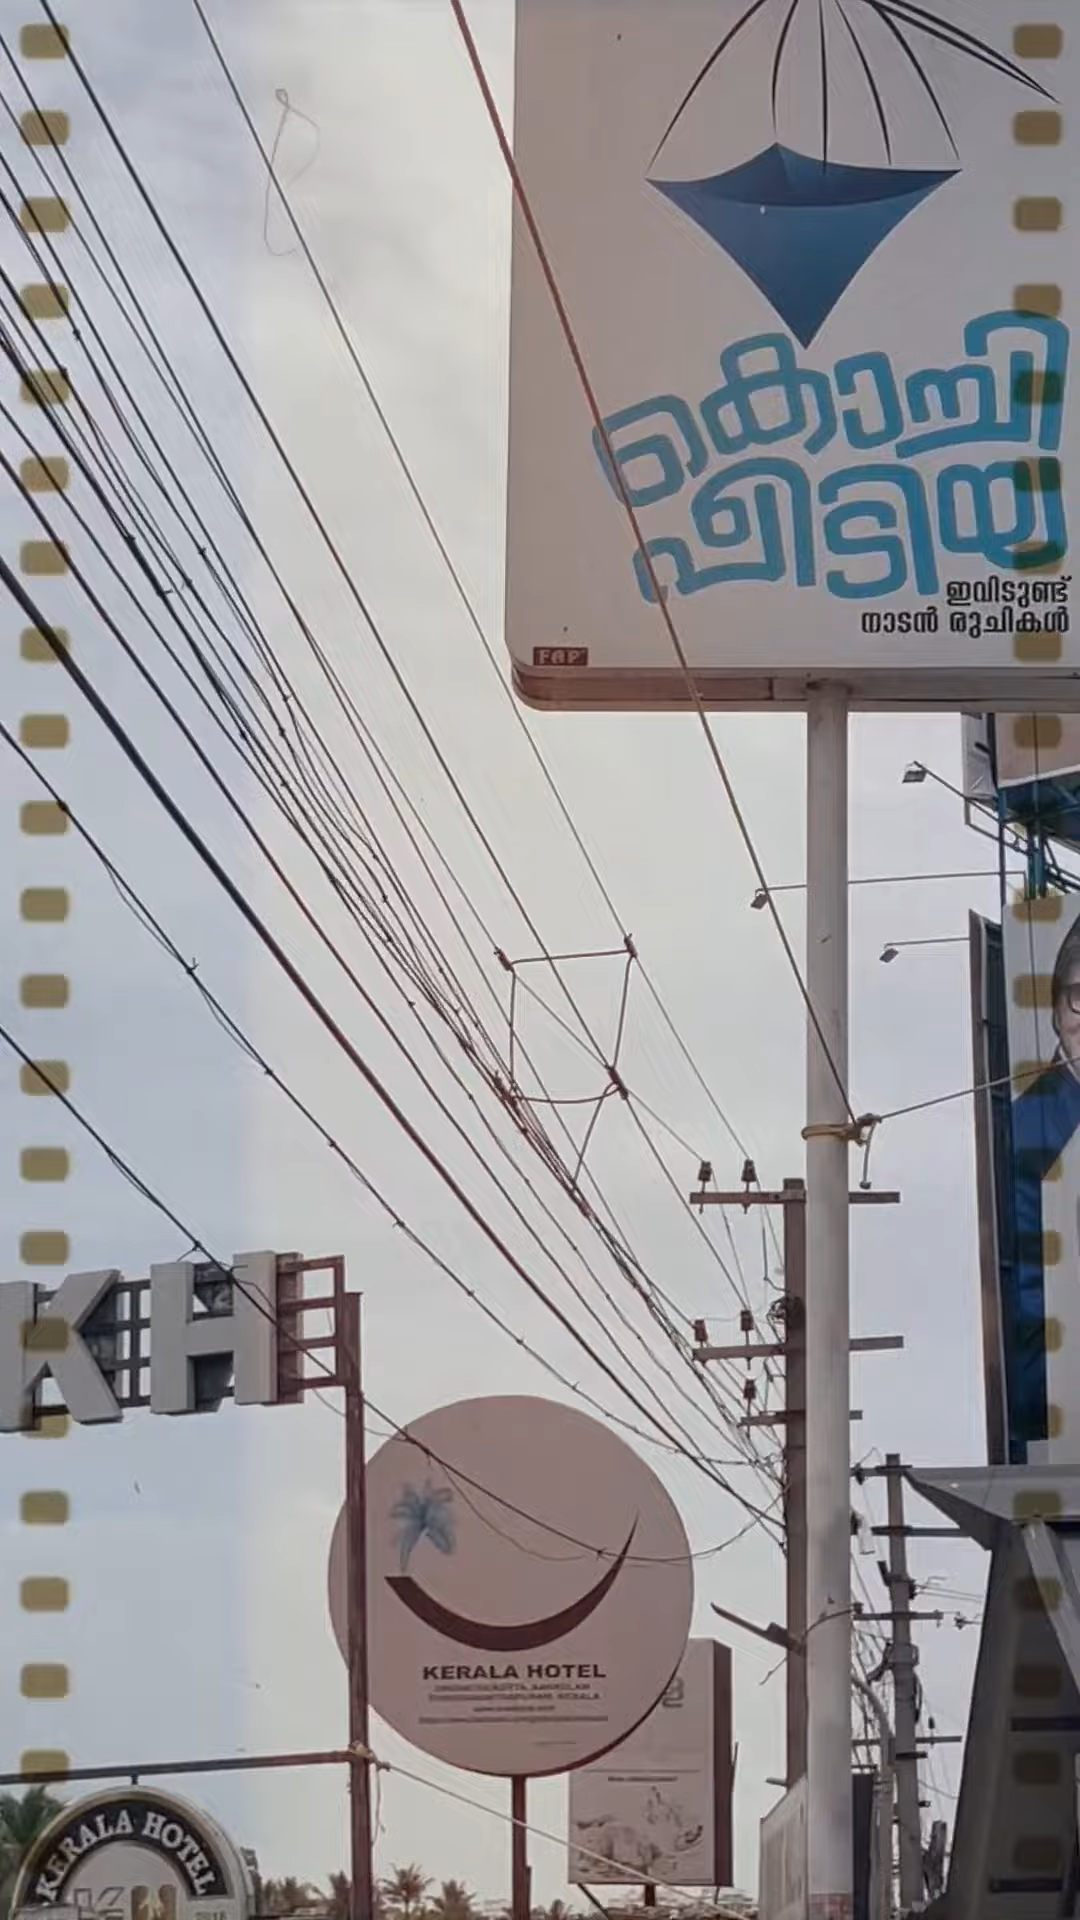 കൊച്ചി
പീടിയ
ഇവിടുണ്ട്
നാടൻ രുചികൾ
FAP
KH
KERALA HOTEL
KERALA HOTEL